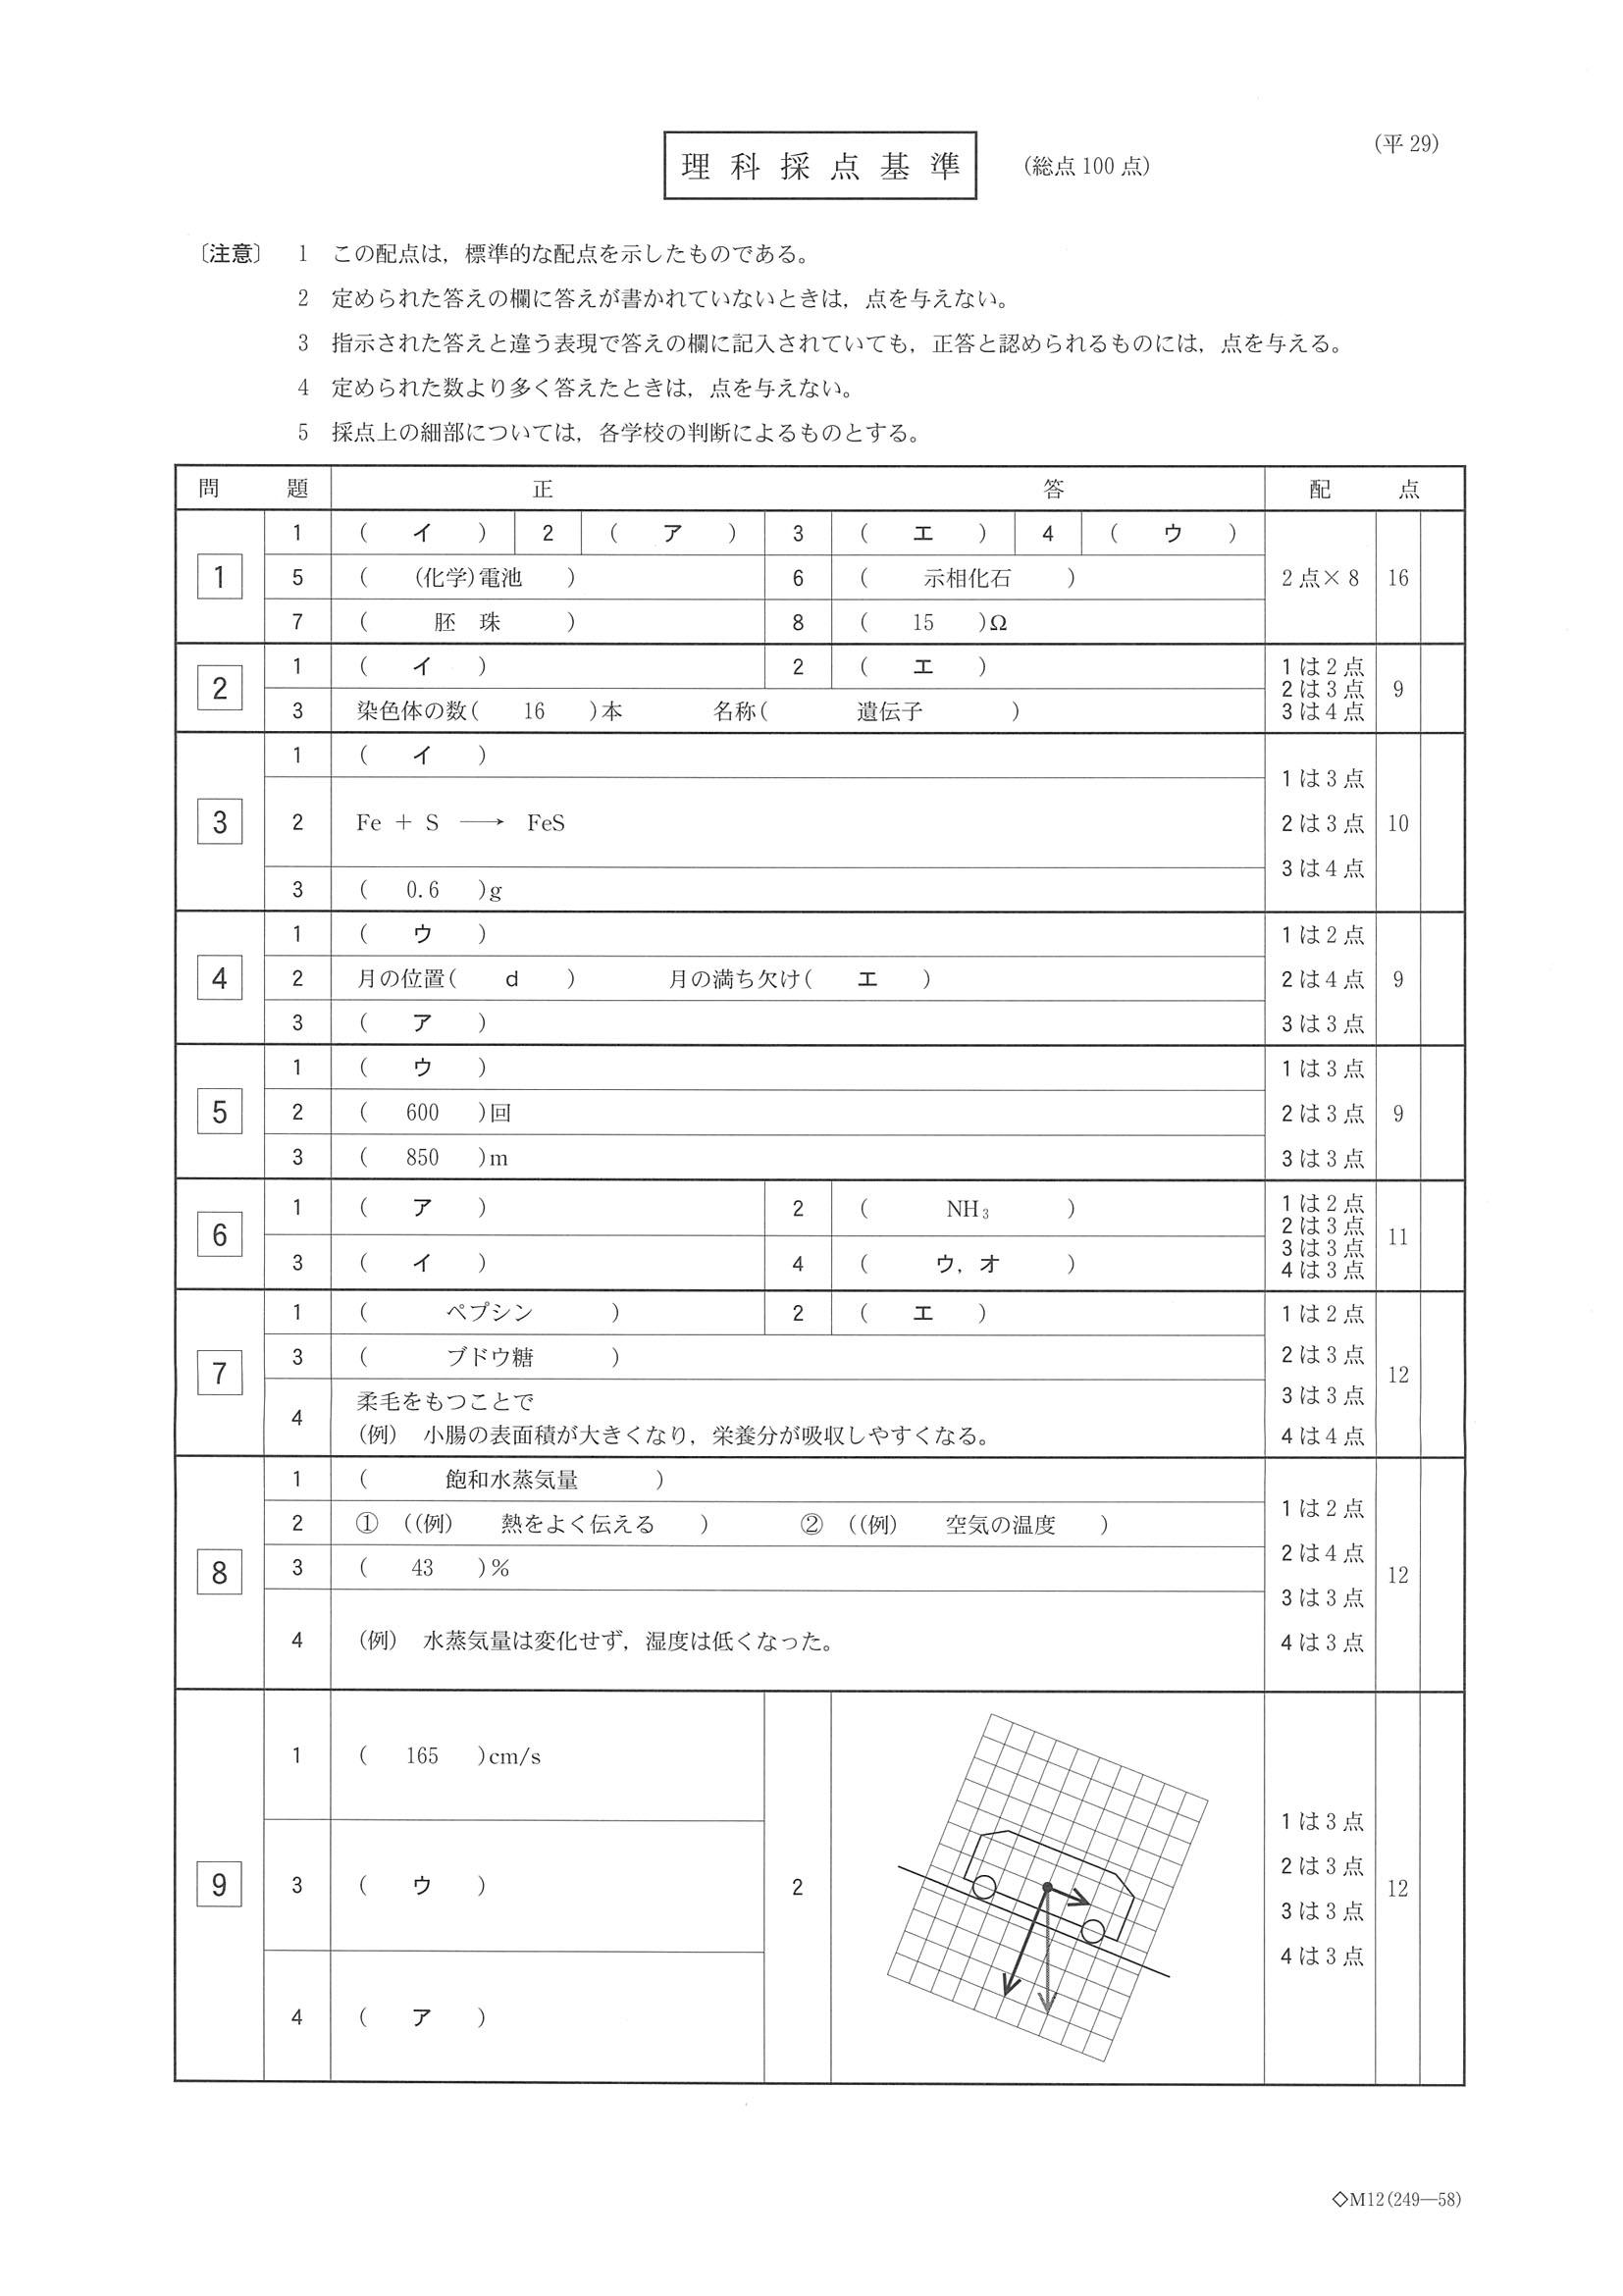 (平 29)
理科採点基準 (総点 100 点)
〔注意〕 1 この配点は，標準的な配点を示したものである。
2 定められた答えの欄に答えが書かれていないときは，点を与えない。
3 指示された答えと違う表現で答えの欄に記入されていても，正答と認められるものには，点を与える。
4 定められた数より多く答えたときは，点を与えない。
5 採点上の細部については，各学校の判断によるものとする。
問 題 正 答 配 点
1
1 ( イ ) 2 ( ア ) 3 ( エ ) 4 ( ウ )
5 ( (化学)電池 ) 6 ( 示相化石 ) 2 点× 8 16
7 ( 胚 珠 ) 8 ( 15 )Ω
2
1 ( イ ) 2 ( エ ) 1 は 2 点
2 は 3 点 9
3 染色体の数( 16 )本 名称( 遺伝子 ) 3 は 4 点
3
1 ( イ ) 1 は 3 点
2 Fe + S ⟶ FeS 2 は 3 点 10
3 ( 0.6 )g 3 は 4 点
4
1 ( ウ ) 1 は 2 点
2 月の位置( d ) 月の満ち欠け( エ ) 2 は 4 点 9
3 ( ア ) 3 は 3 点
5
1 ( ウ ) 1 は 3 点
2 ( 600 )回 2 は 3 点 9
3 ( 850 )m 3 は 3 点
6
1 ( ア ) 2 ( NH₃ ) 1 は 2 点
2 は 3 点 11
3 は 3 点
3 ( イ ) 4 ( ウ，オ ) 4 は 3 点
7
1 ( ペプシン ) 2 ( エ ) 1 は 2 点
3 ( ブドウ糖 ) 2 は 3 点 12
4 柔毛をもつことで 3 は 3 点
(例) 小腸の表面積が大きくなり，栄養分が吸収しやすくなる。 4 は 4 点
8
1 ( 飽和水蒸気量 ) 1 は 2 点
2 ① ((例) 熱をよく伝える ) ② ((例) 空気の温度 ) 2 は 4 点
3 ( 43 )% 3 は 3 点 12
4 (例) 水蒸気量は変化せず，湿度は低くなった。 4 は 3 点
9
1 ( 165 )cm/s 1 は 3 点
2 2 は 3 点
3 ( ウ ) 3 は 3 点 12
4 ( ア ) 4 は 3 点
◇M12(249—58)